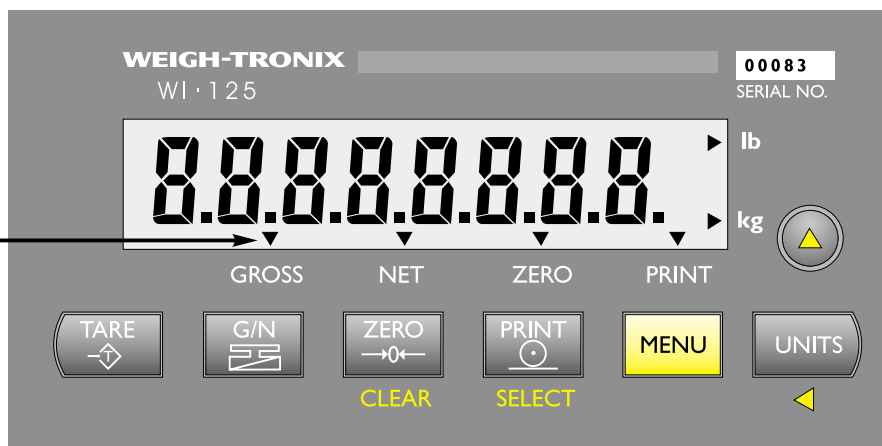 WEIGH-TRONIX
00083
WI·125
SERIAL NO.
8.8.8.8.8.8.8.8.
lb
kg
GROSS NET ZERO PRINT
TARE G/N ZERO PRINT MENU UNITS
T →0←
CLEAR SELECT